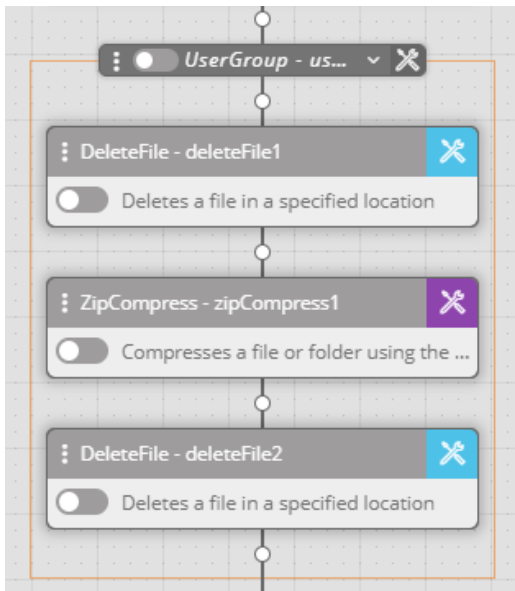 UserGroup - us...
DeleteFile - deleteFile1
Deletes a file in a specified location
ZipCompress - zipCompress1
Compresses a file or folder using the ...
DeleteFile - deleteFile2
Deletes a file in a specified location